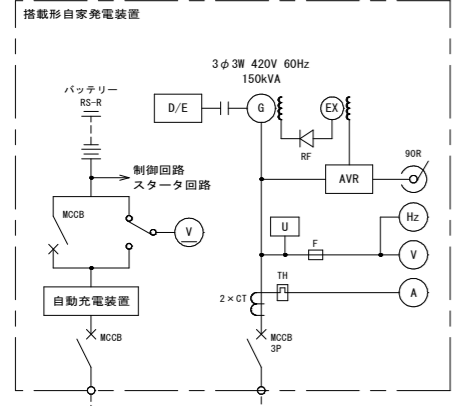 搭載形自家発電装置
3φ3W 420V 60Hz
150kVA
バッテリー
RS-R
D/E
G
EX
RF
制御回路
スタータ回路
90R
AVR
MCCB
V
U
F
Hz
V
TH
2×CT
A
自動充電装置
MCCB
MCCB
3P